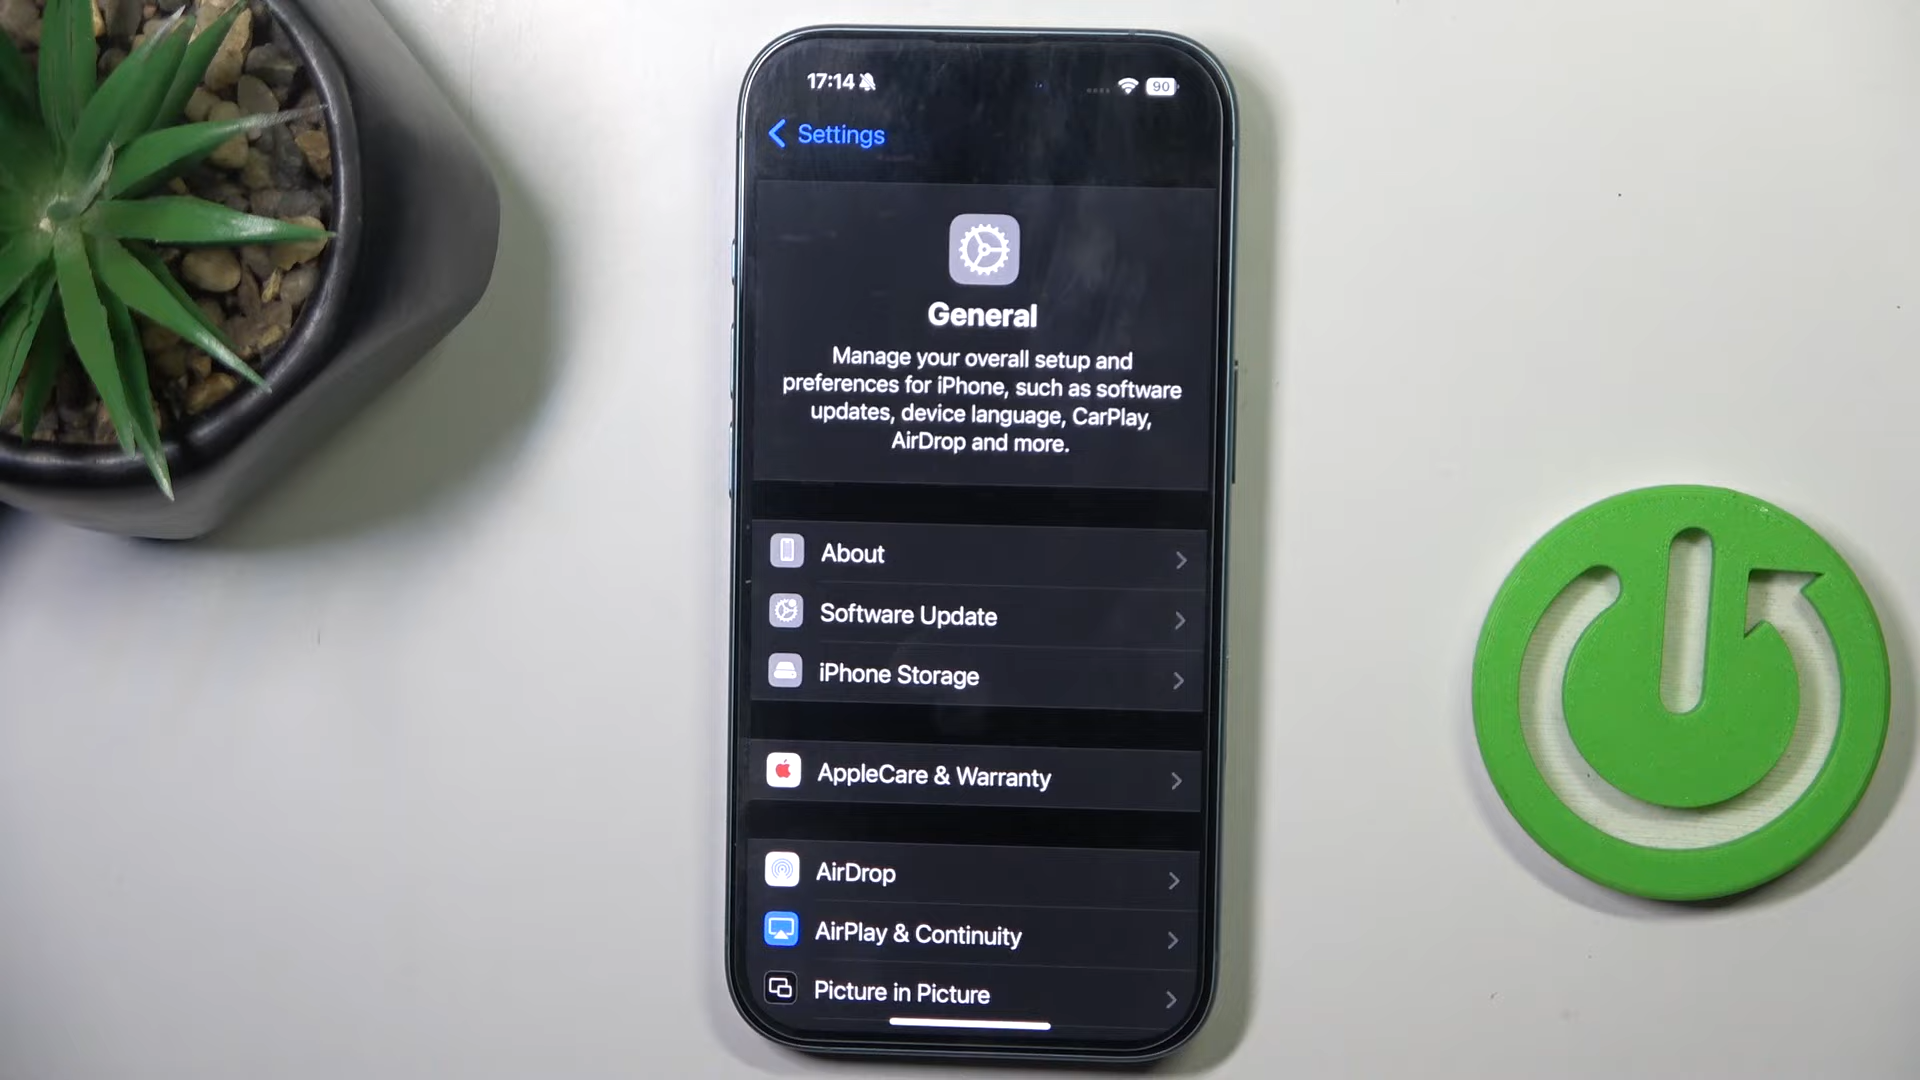 17:14
90
Settings
General
Manage your overall setup and
preferences for iPhone, such as software
updates, device language, CarPlay,
AirDrop and more.
About
Software Update
iPhone Storage
AppleCare & Warranty
AirDrop
AirPlay & Continuity
Picture in Picture